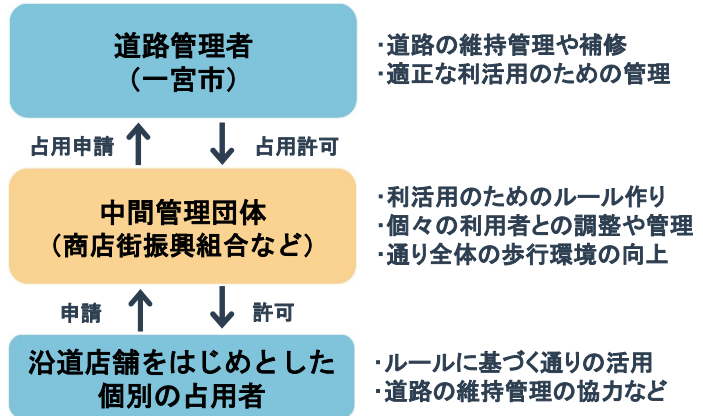 道路管理者
（一宮市）
・道路の維持管理や補修
・適正な利活用のための管理
占用申請
占用許可
中間管理団体
（商店街振興組合など）
・利活用のためのルール作り
・個々の利用者との調整や管理
・通り全体の歩行環境の向上
申請
許可
沿道店舗をはじめとした
個別の占用者
・ルールに基づく通りの活用
・道路の維持管理の協力など